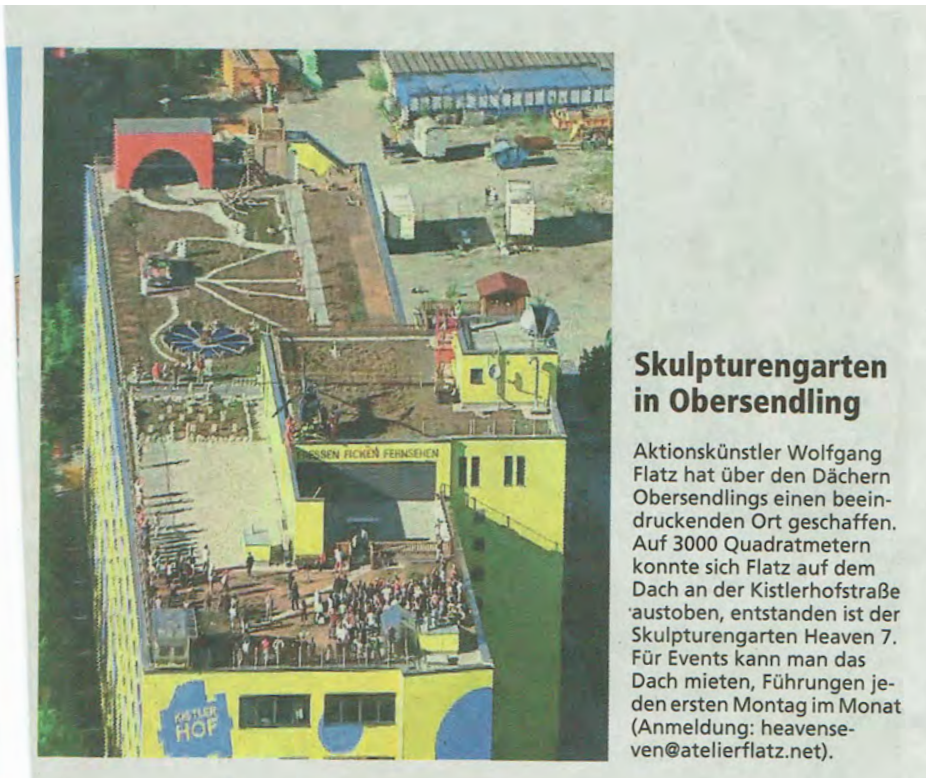 FRESSEN FICKEN FERNSEHEN
KISTLER
HOF
Skulpturengarten
in Obersendling
Aktionskünstler Wolfgang
Flatz hat über den Dächern
Obersendlings einen beein-
druckenden Ort geschaffen.
Auf 3000 Quadratmetern
konnte sich Flatz auf dem
Dach an der Kistlerhofstraße
austoben, entstanden ist der
Skulpturengarten Heaven 7.
Für Events kann man das
Dach mieten, Führungen je-
den ersten Montag im Monat
(Anmeldung: heavense-
ven@atelierflatz.net).